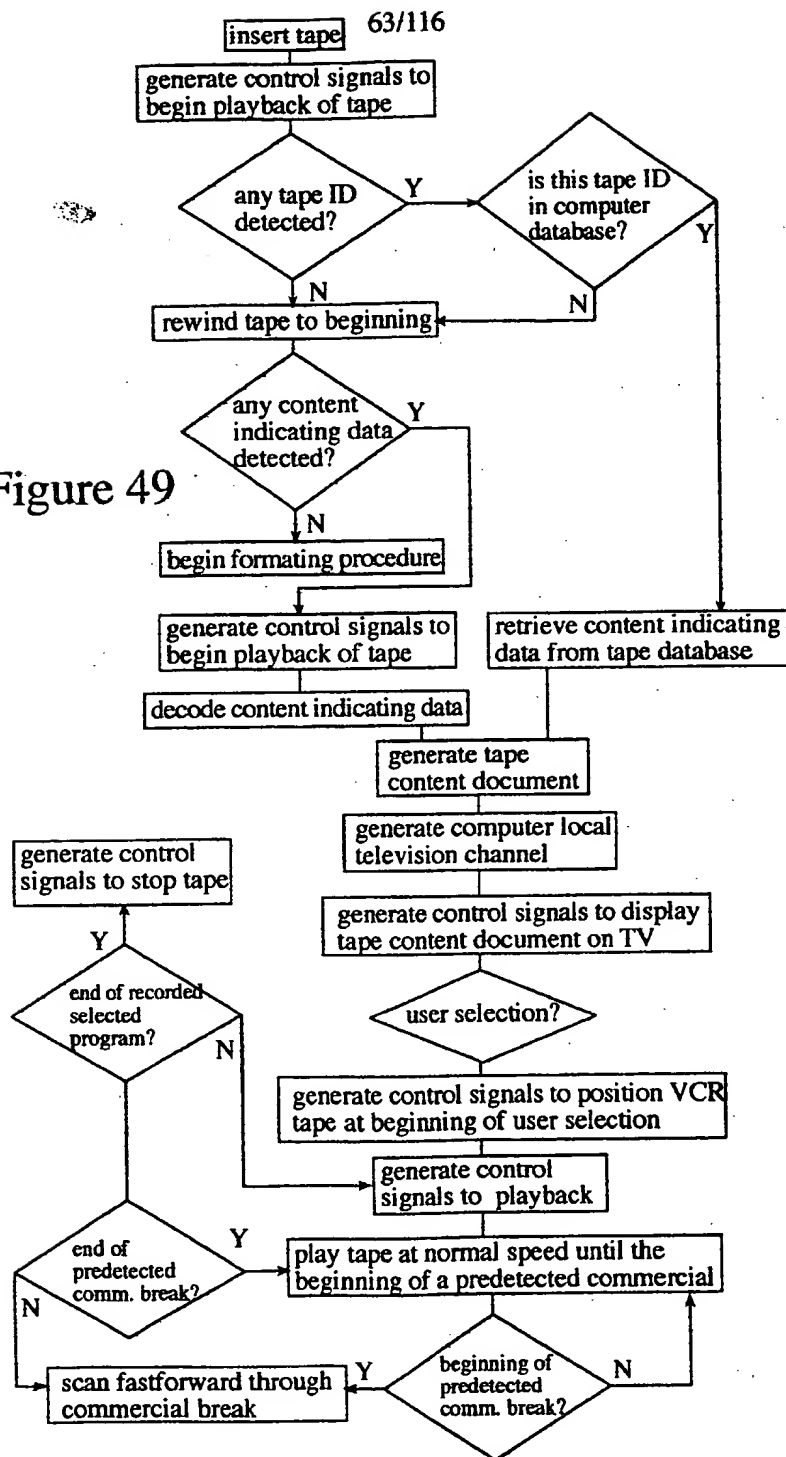 63/116
insert tape
generate control signals to
begin playback of tape
any tape ID
detected?
Y
is this tape ID
in computer
database?
Y
N
N
rewind tape to beginning
any content
indicating data
detected?
Y
Figure 49
N
begin formating procedure
generate control signals to
begin playback of tape
retrieve content indicating
data from tape database
decode content indicating data
generate tape
content document
generate computer local
television channel
generate control
signals to stop tape
generate control signals to display
tape content document on TV
Y
end of recorded
selected
program?
N
user selection?
generate control signals to position VCR
tape at beginning of user selection
generate control
signals to playback
end of
predetected
comm. break?
Y
N
play tape at normal speed until the
beginning of a predetected commercial
scan fastforward through
commercial break
Y
beginning of
predetected
comm. break?
N